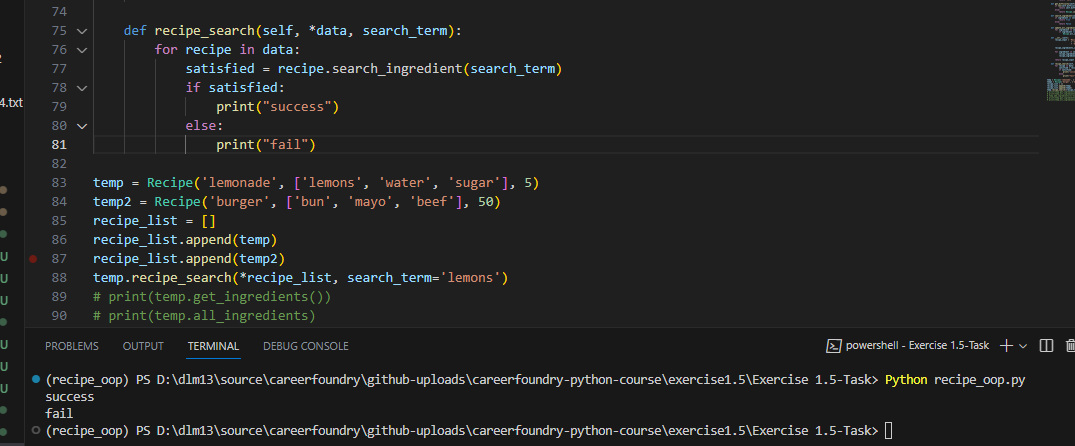 74
75 def recipe_search(self, *data, search_term):
76 for recipe in data:
77 satisfied = recipe.search_ingredient(search_term)
78 if satisfied:
79 print("success")
4.txt
80 else:
81 print("fail")
82
83 temp = Recipe('lemonade', ['lemons', 'water', 'sugar'], 5)
84 temp2 = Recipe('burger', ['bun', 'mayo', 'beef'], 50)
85 recipe_list = []
86 recipe_list.append(temp)
U 87 recipe_list.append(temp2)
U 88 temp.recipe_search(*recipe_list, search_term='lemons')
U 89 # print(temp.get_ingredients())
90 # print(temp.all_ingredients)
U PROBLEMS OUTPUT TERMINAL DEBUG CONSOLE powershell - Exercise 1.5-Task
U
(recipe_oop) PS D:\dlm13\source\careerfoundry\github-uploads\careerfoundry-python-course\exercise1.5\Exercise 1.5-Task> Python recipe_oop.py
U success
fail
(recipe_oop) PS D:\dlm13\source\careerfoundry\github-uploads\careerfoundry-python-course\exercise1.5\Exercise 1.5-Task>